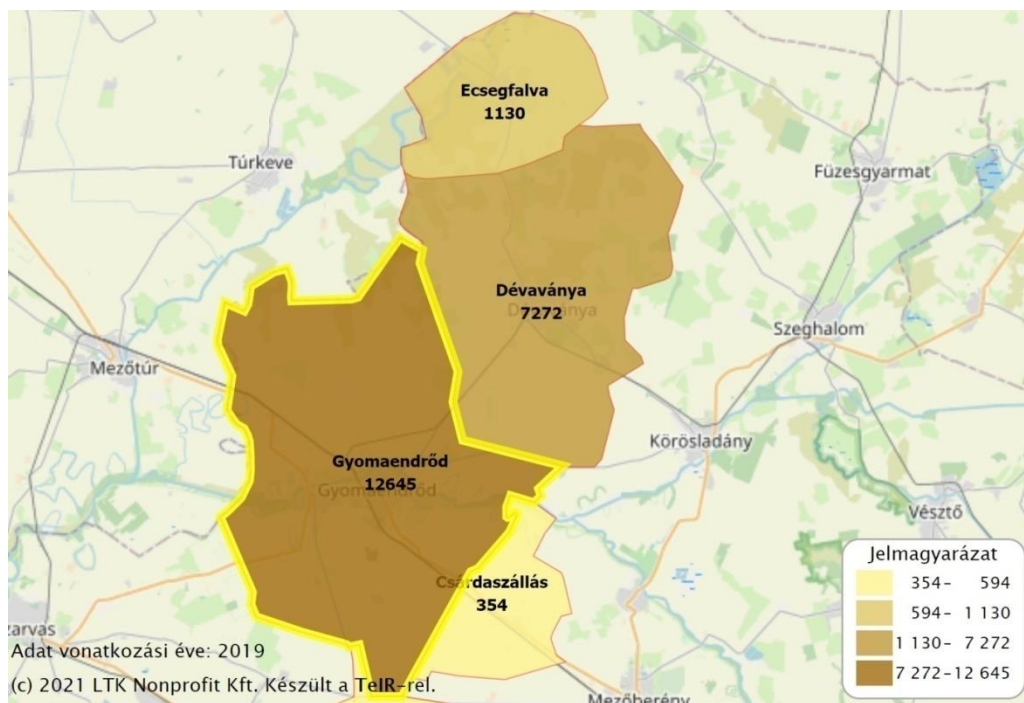 Ecsegfalva
1130
Túrkeve
Füzesgyarmat
Dévaványa
7272
Szeghalom
Mezőtúr
Körösladány
Gyomaendrőd
12645
Gyomaendrőd
Vésztő
Csárdaszállás
354
Jelmagyarázat
354- 594
594- 1 130
1 130- 7 272
7 272-12 645
zarvas
Adat vonatkozási éve: 2019
(c) 2021 LTK Nonprofit Kft. Készült a TeIR-rel.
Mezőberény